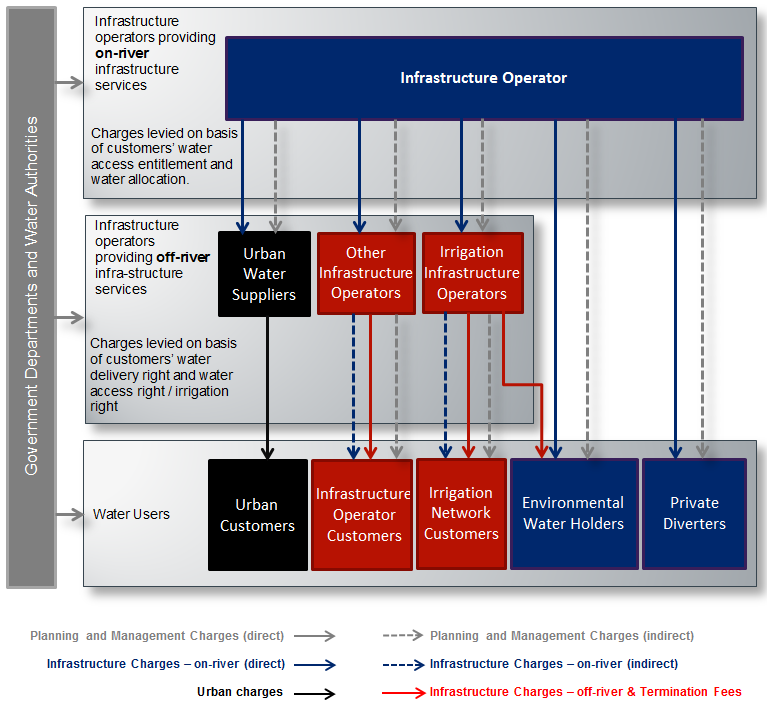 Government Departments and Water Authorities
Infrastructure
operators providing
on-river
infrastructure
services
Infrastructure Operator
Charges levied on basis
of customers' water
access entitlement and
water allocation.
Infrastructure
operators
providing off-river
infra-structure
services
Urban
Water
Suppliers
Other
Infrastructure
Operators
Irrigation
Infrastructure
Operators
Charges levied on basis
of customers' water
delivery right and water
access right / irrigation
right
Water Users
Urban
Customers
Infrastructure
Operator
Customers
Irrigation
Network
Customers
Environmental
Water Holders
Private
Diverters
Planning and Management Charges (direct)
Planning and Management Charges (indirect)
Infrastructure Charges – on-river (direct)
Infrastructure Charges – on-river (indirect)
Urban charges
Infrastructure Charges – off-river & Termination Fees